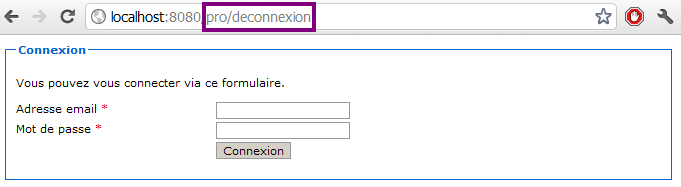 localhost:8080/pro/deconnexion
Connexion
Vous pouvez vous connecter via ce formulaire.
Adresse email *
Mot de passe *
Connexion